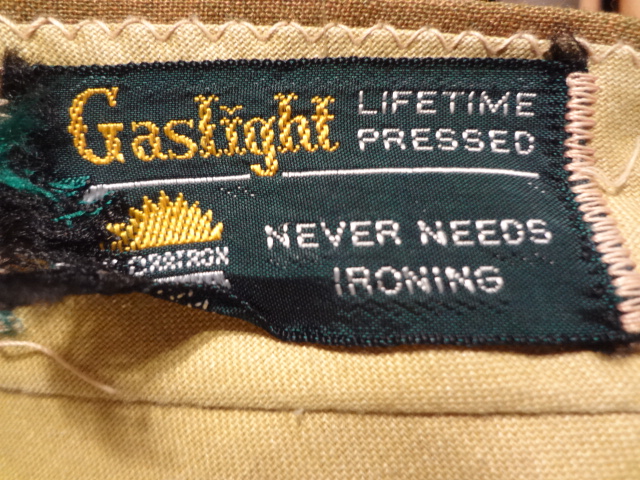 Gaslight
LIFETIME
PRESSED
NEVER NEEDS
IRONING